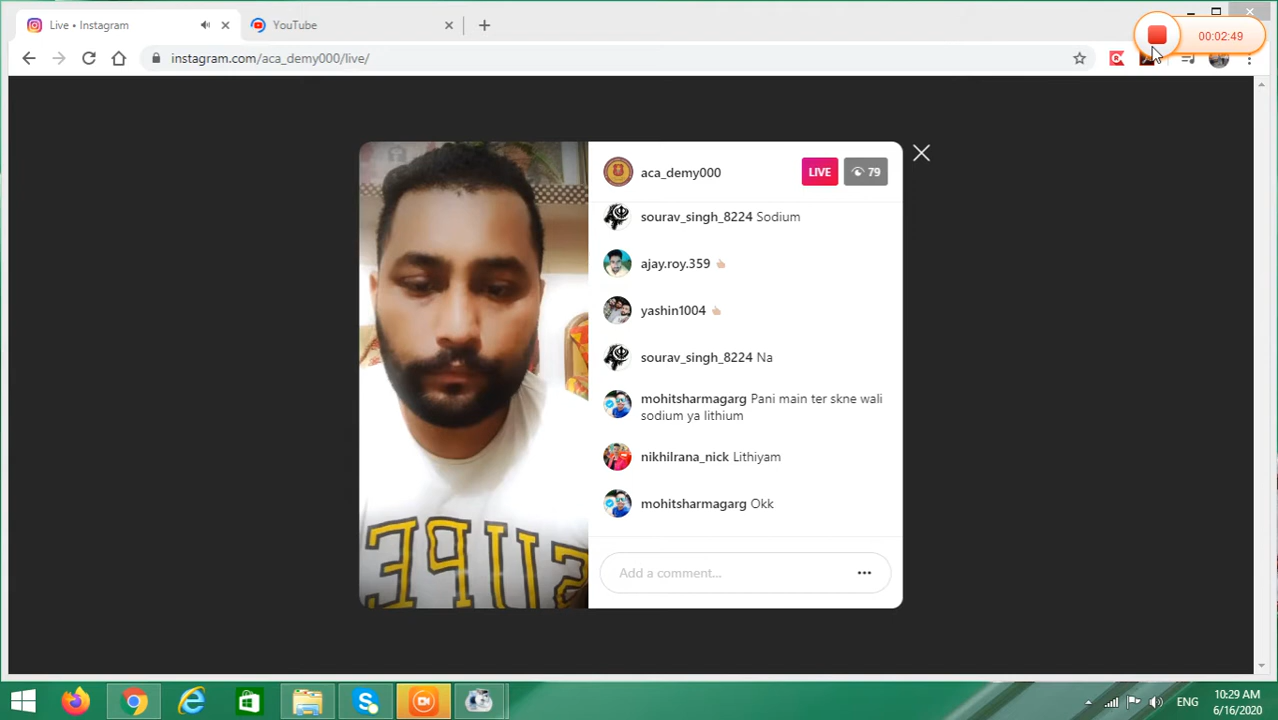 Live • Instagram
YouTube
00:02:49
instagram.com/aca_demy000/live/
aca_demy000
LIVE
79
sourav_singh_8224 Sodium
ajay.roy.359
yashin1004
sourav_singh_8224 Na
mohitsharmagarg Pani main ter skne wali
sodium ya lithium
nikhilrana_nick Lithiyam
mohitsharmagarg Okk
SUPE
Add a comment...
ENG
10:29 AM
6/16/2020